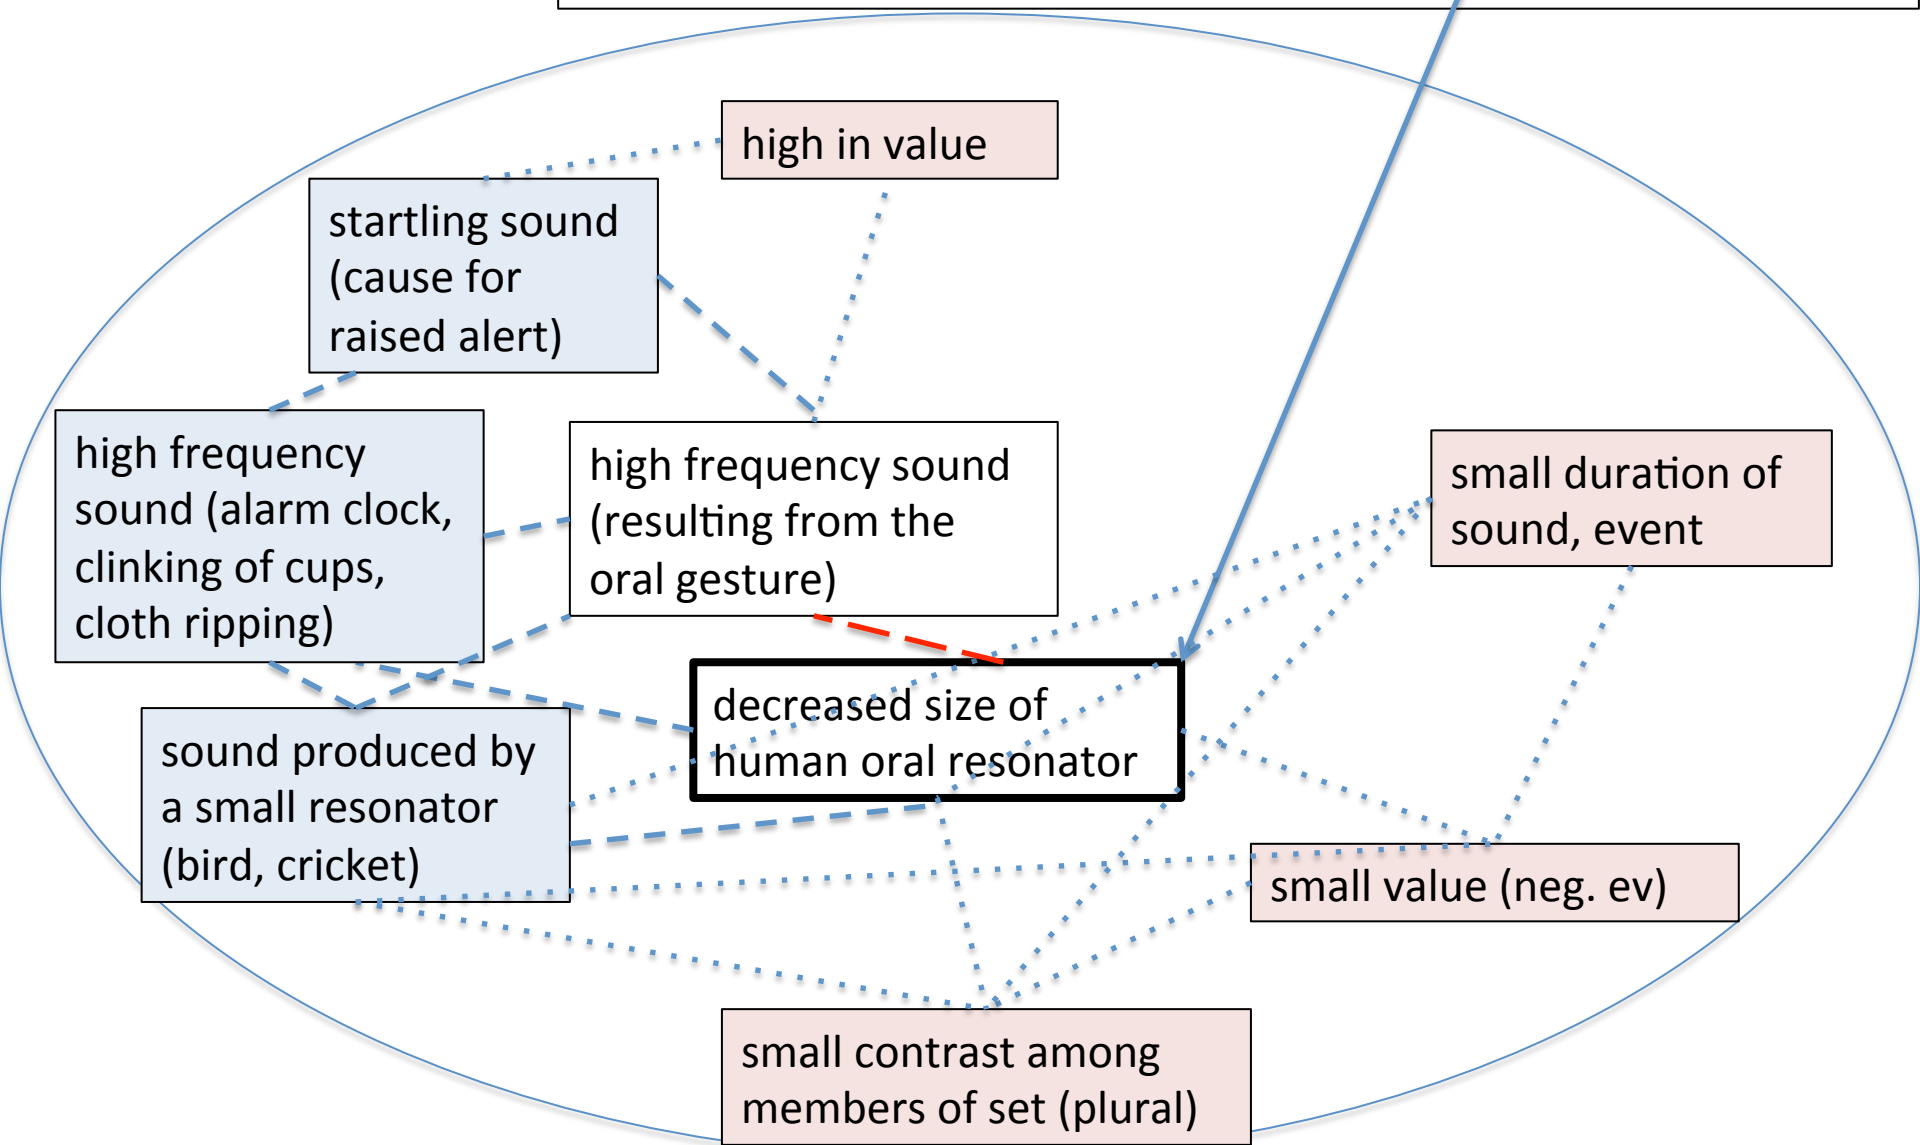 high in value
startling sound
(cause for
raised alert)
high frequency
sound (alarm clock,
clinking of cups,
cloth ripping)
high frequency sound
(resulting from the
oral gesture)
small duration of
sound, event
decreased size of
human oral resonator
sound produced by
a small resonator
(bird, cricket)
small value (neg. ev)
small contrast among
members of set (plural)